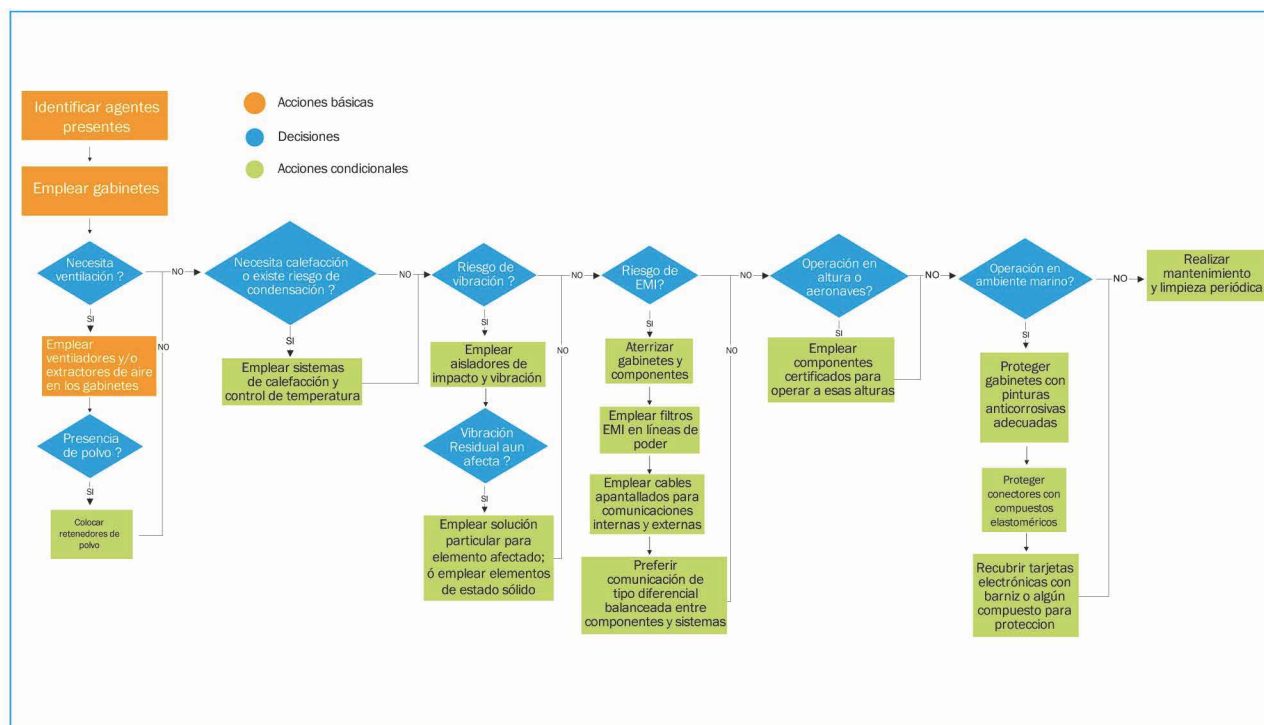 Identificar agentes
presentes
Emplear gabinetes
Acciones básicas
Decisiones
Acciones condicionales
Necesita
ventilación ?
NO
SI
Emplear
ventiladores y/o
extractores de aire
en los gabinetes
NO
Presencia
de polvo ?
SI
Colocar
retenedores de
polvo
Necesita calefacción
o existe riesgo de
condensación ?
NO
SI
Emplear sistemas
de calefacción y
control de temperatura
Riesgo de
vibración ?
NO
SI
Emplear
aisladores de
impacto y vibración
NO
Vibración
Residual aun
afecta ?
SI
Emplear solución
particular para
elemento afectado;
ó emplear elementos
de estado sólido
Riesgo de
EMI?
NO
SI
Aterrizar
gabinetes y
componentes
NO
Emplear filtros
EMI en líneas de
poder
Emplear cables
apantallados para
comunicaciones
internas y externas
Preferir
comunicación de
tipo diferencial
balanceada entre
componentes y sistemas
Operación en
altura o
aeronaves?
NO
SI
Emplear
componentes
certificados para
operar a esas alturas
Operación en
ambiente marino?
NO
SI
Proteger
gabinetes con
pinturas
anticorrosivas
adecuadas
Proteger
conectores con
compuestos
elastoméricos
Recubrir tarjetas
electrónicas con
barniz o algún
compuesto para
proteccion
Realizar
mantenimiento
y limpieza periódica